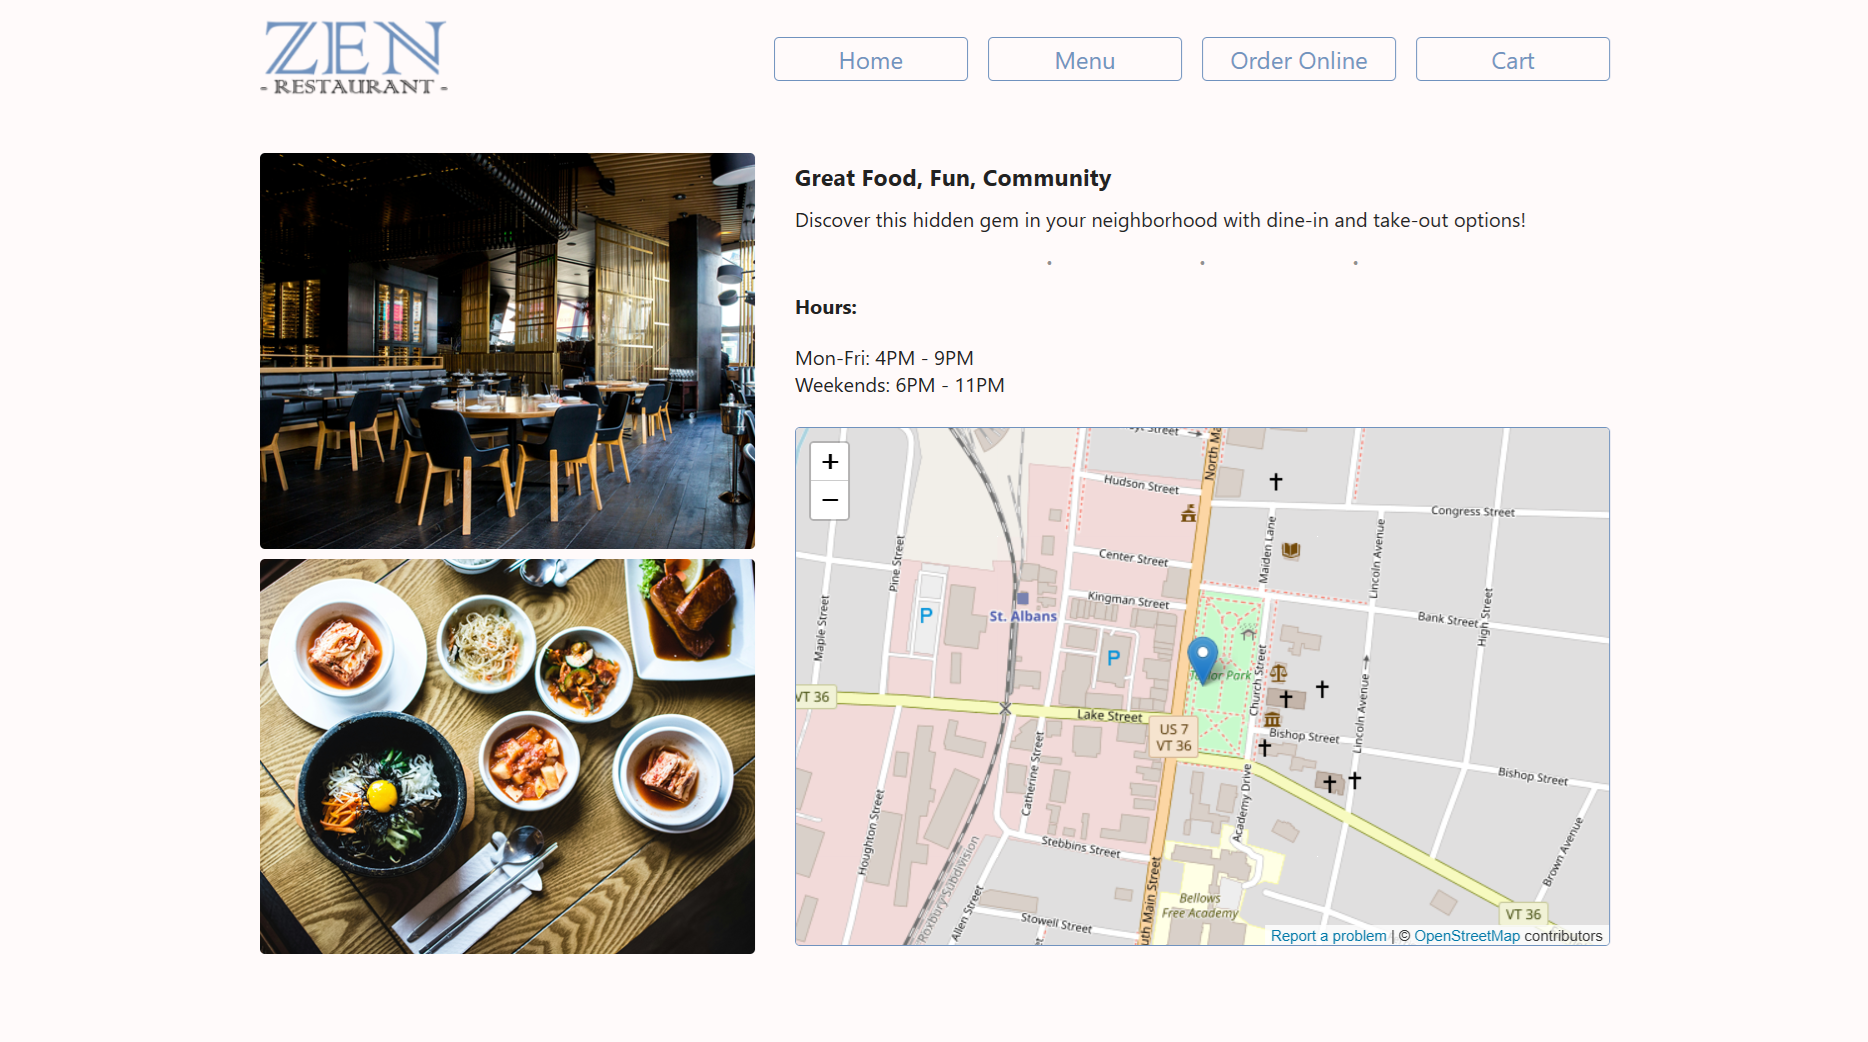 ZEN
- RESTAURANT -
Home
Menu
Order Online
Cart
Great Food, Fun, Community
Discover this hidden gem in your neighborhood with dine-in and take-out options!
Hours:
Mon-Fri: 4PM - 9PM
Weekends: 6PM - 11PM
+
−
Street
North Ma
Hudson Street
Congress Street
Pine Street
Center Street
Maiden Lane
Lincoln Avenue
Kingman Street
P
St. Albans
Maple Street
Bank Street
High Street
P
Taylor Park
Church Street
VT 36
Lake Street
US 7
VT 36
Bishop Street
Lincoln Avenue
Bishop Street
Catherine Street
Academy Drive
Houghton Street
Stebbins Street
Brown Avenue
Roxbury Subdivision
Allen Street
Stowell Street
uth Main Street
Bellows
Free Academy
VT 36
Report a problem | © OpenStreetMap contributors